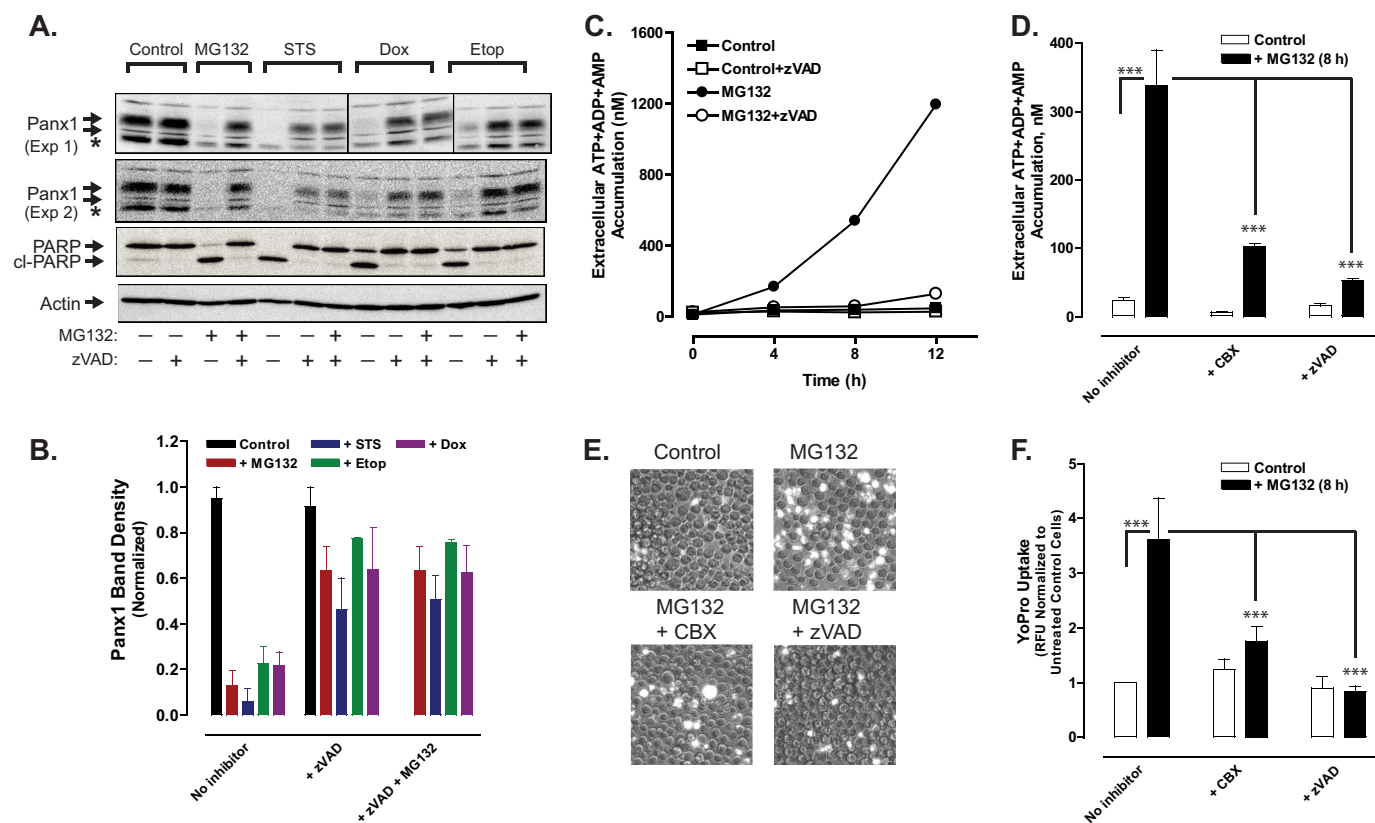 A.
Control MG132 STS Dox Etop
Panx1
(Exp 1) *
Panx1
(Exp 2) *
PARP
cl-PARP
Actin
MG132: — — + + + + +
zVAD: — + — + — + + — + + — + +
B.
Panx1 Band Density
(Normalized)
1.2
1.0
0.8
0.6
0.4
0.2
0.0
Control + STS + Dox
+ MG132 + Etop
No inhibitor + zVAD + zVAD + MG132
C.
Extracellular ATP+ADP+AMP
Accumulation (nM)
1600
1200
800
400
0
Control
Control+zVAD
MG132
MG132+zVAD
0 4 8 12
Time (h)
D.
Extracellular ATP+ADP+AMP
Accumulation, nM
400
300
200
100
0
Control
+ MG132 (8 h)
***
***
***
No inhibitor + CBX + zVAD
E.
Control MG132
MG132 MG132
+ CBX + zVAD
F.
YoPro Uptake
(RFU Normalized to
Untreated Control Cells)
5
4
3
2
1
0
Control
+ MG132 (8 h)
***
***
***
No inhibitor + CBX + zVAD